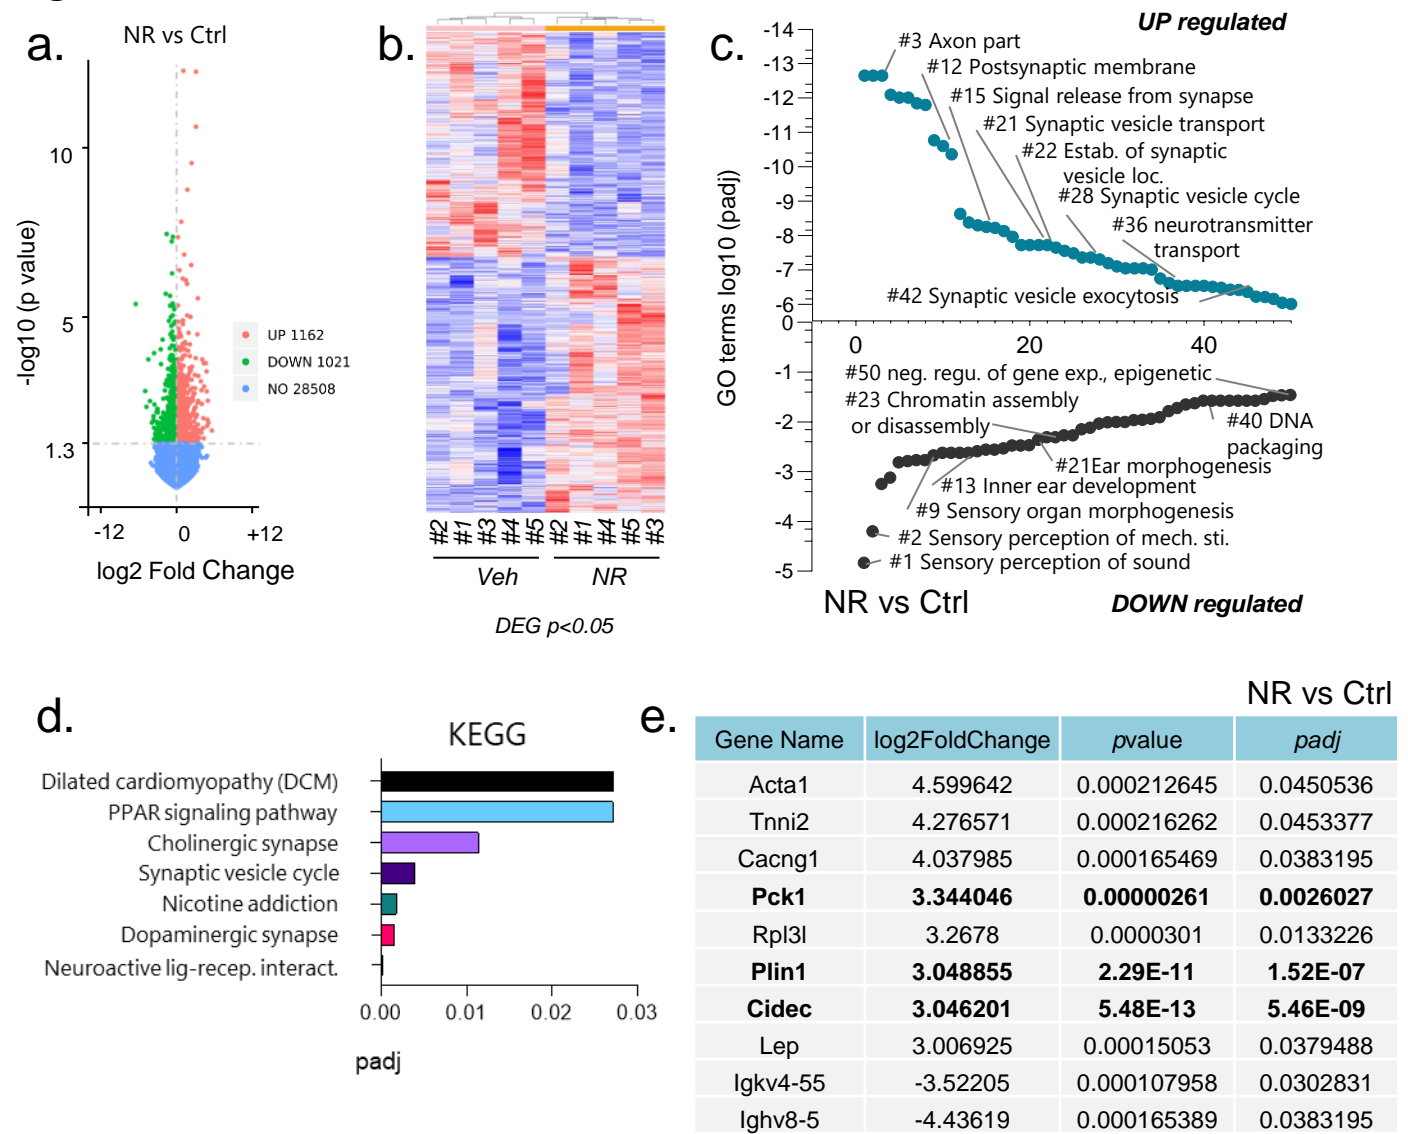 a.
NR vs Ctrl
-log10 (p value)
10
5
1.3
-12
0
+12
log2 Fold Change
UP 1162
DOWN 1021
NO 28508
b.
#2
#1
#3
#4
#5
#2
#1
#4
#5
#3
Veh
NR
DEG p<0.05
c.
UP regulated
GO terms log10 (padj)
-14
-13
-12
-11
-10
-9
-8
-7
-6
0
-1
-2
-3
-4
-5
0
20
40
#3 Axon part
#12 Postsynaptic membrane
#15 Signal release from synapse
#21 Synaptic vesicle transport
#22 Estab. of synaptic
vesicle loc.
#28 Synaptic vesicle cycle
#36 neurotransmitter
transport
#42 Synaptic vesicle exocytosis
#50 neg. regu. of gene exp., epigenetic
#23 Chromatin assembly
or disassembly
#40 DNA
packaging
#21Ear morphogenesis
#13 Inner ear development
#9 Sensory organ morphogenesis
#2 Sensory perception of mech. sti.
#1 Sensory perception of sound
NR vs Ctrl
DOWN regulated
d.
KEGG
Dilated cardiomyopathy (DCM)
PPAR signaling pathway
Cholinergic synapse
Synaptic vesicle cycle
Nicotine addiction
Dopaminergic synapse
Neuroactive lig-recep. interact.
0.00
0.01
0.02
0.03
padj
e.
NR vs Ctrl
Gene Name log2FoldChange pvalue padj
Acta1 4.599642 0.000212645 0.0450536
Tnni2 4.276571 0.000216262 0.0453377
Cacng1 4.037985 0.000165469 0.0383195
Pck1 3.344046 0.00000261 0.0026027
Rpl3l 3.2678 0.0000301 0.0133226
Plin1 3.048855 2.29E-11 1.52E-07
Cidec 3.046201 5.48E-13 5.46E-09
Lep 3.006925 0.00015053 0.0379488
Igkv4-55 -3.52205 0.000107958 0.0302831
Ighv8-5 -4.43619 0.000165389 0.0383195